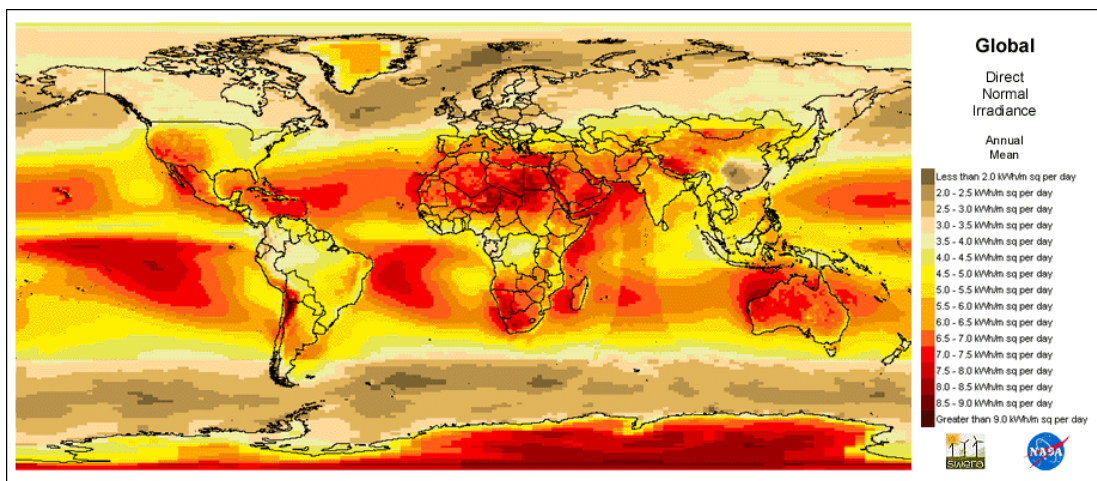 Global
Direct
Normal
Irradiance
Annual
Mean
Less than 2.0 kWh/m sq per day
2.0 - 2.5 kWh/m sq per day
2.5 - 3.0 kWh/m sq per day
3.0 - 3.5 kWh/m sq per day
3.5 - 4.0 kWh/m sq per day
4.0 - 4.5 kWh/m sq per day
4.5 - 5.0 kWh/m sq per day
5.0 - 5.5 kWh/m sq per day
5.5 - 6.0 kWh/m sq per day
6.0 - 6.5 kWh/m sq per day
6.5 - 7.0 kWh/m sq per day
7.0 - 7.5 kWh/m sq per day
7.5 - 8.0 kWh/m sq per day
8.0 - 8.5 kWh/m sq per day
8.5 - 9.0 kWh/m sq per day
Greater than 9.0 kWh/m sq per day
swera
NASA